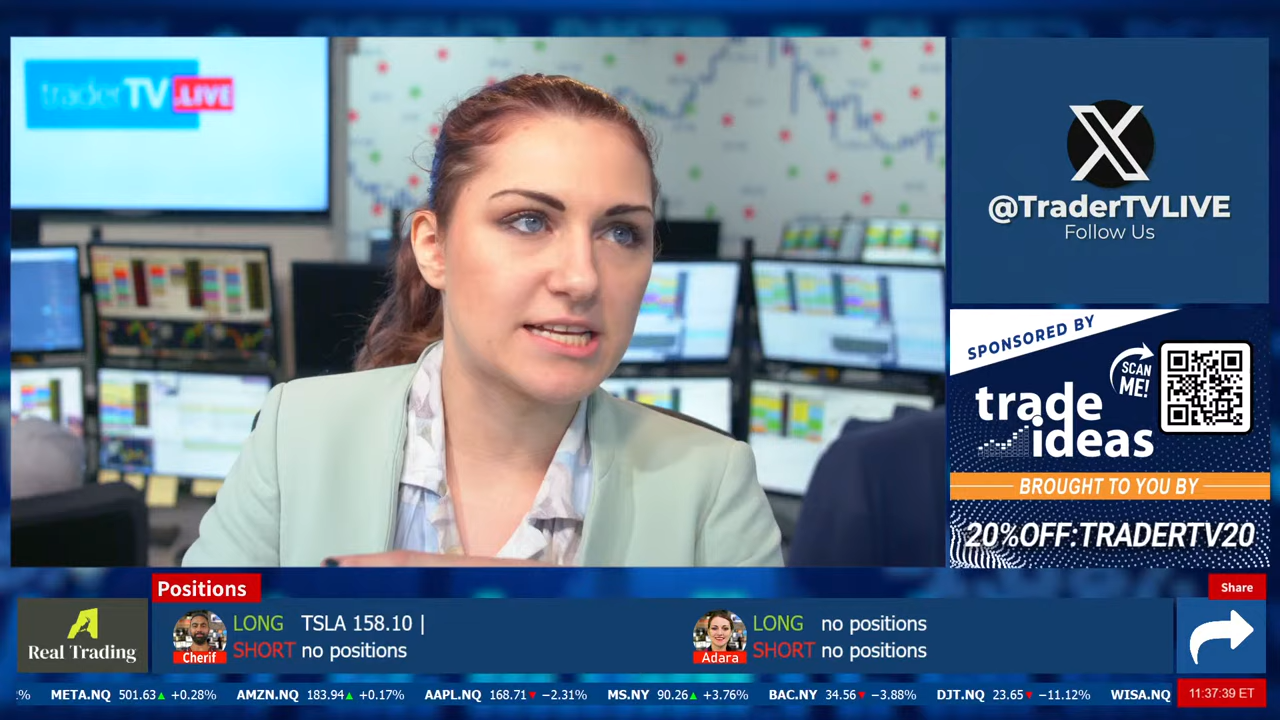 traderTV.LIVE
@TraderTVLIVE
Follow Us
SPONSORED BY
SCAN
ME!
trade
ideas
BROUGHT TO YOU BY
20%OFF:TRADERTV20
Positions
Share
Real Trading
Cherif
LONG TSLA 158.10 |
SHORT no positions
Adara
LONG no positions
SHORT no positions
% META.NQ 501.63▲ +0.28% AMZN.NQ 183.94▲ +0.17% AAPL.NQ 168.71▼ −2.31% MS.NY 90.26▲ +3.76% BAC.NY 34.56▼ −3.88% DJT.NQ 23.65▼ −11.12% WISA.NQ
11:37:39 ET